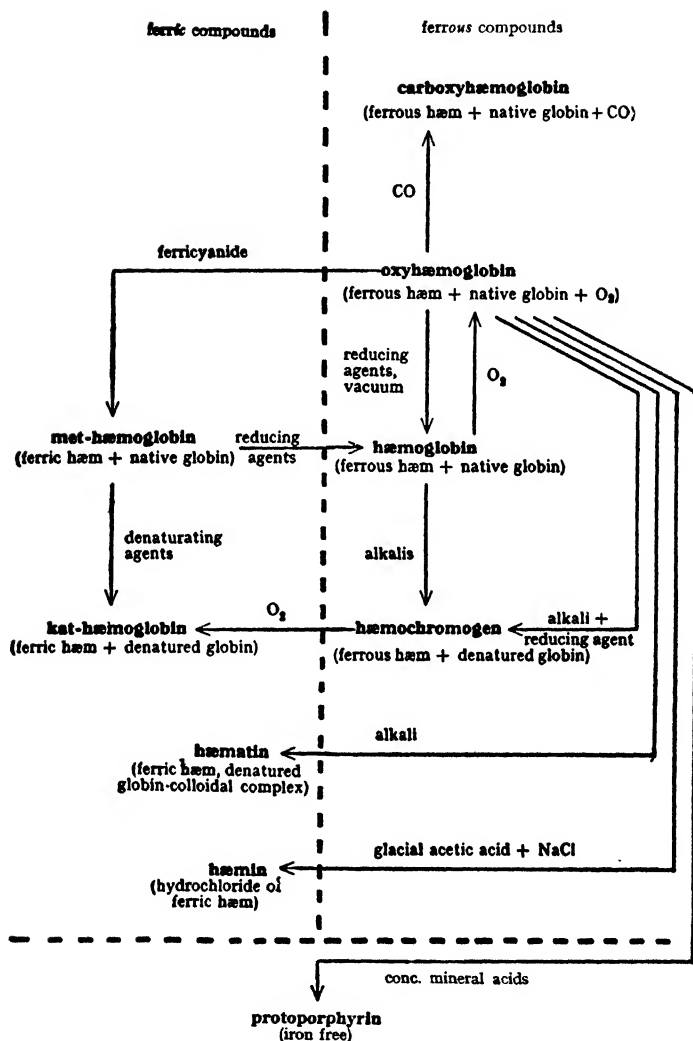 ferric compounds
ferrous compounds
carboxyhæmoglobin
(ferrous hæm + native globin + CO)
CO
ferricyanide
oxyhæmoglobin
(ferrous hæm + native globin + O₂)
reducing
agents,
vacuum
O₂
met-hæmoglobin
(ferric hæm + native globin)
reducing
agents
hæmoglobin
(ferrous hæm + native globin)
denaturating
agents
alkalis
kat-hæmoglobin
(ferric hæm + denatured globin)
O₂
hæmochromogen
(ferrous hæm + denatured globin)
alkali +
reducing agent
hæmatin
(ferric hæm, denatured
globin-colloidal complex)
alkali
hæmin
(hydrochloride of
ferric hæm)
glacial acetic acid + NaCl
conc. mineral acids
protoporphyrin
(iron free)